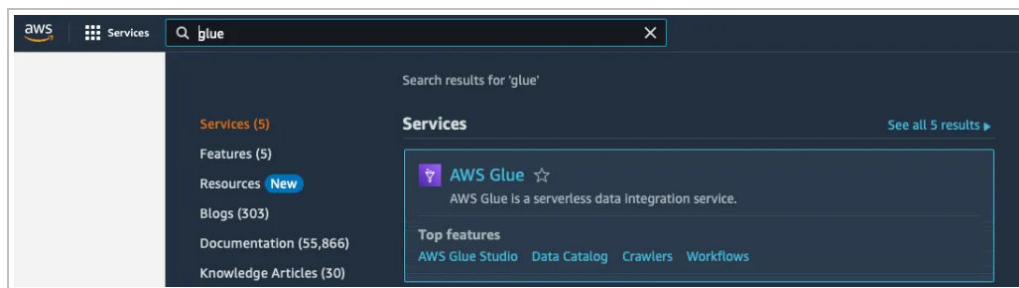 aws Services glue
Search results for 'glue'
Services (5)
Features (5)
Resources New
Blogs (303)
Documentation (55,866)
Knowledge Articles (30)
Services See all 5 results
AWS Glue
AWS Glue is a serverless data integration service.
Top features
AWS Glue Studio Data Catalog Crawlers Workflows